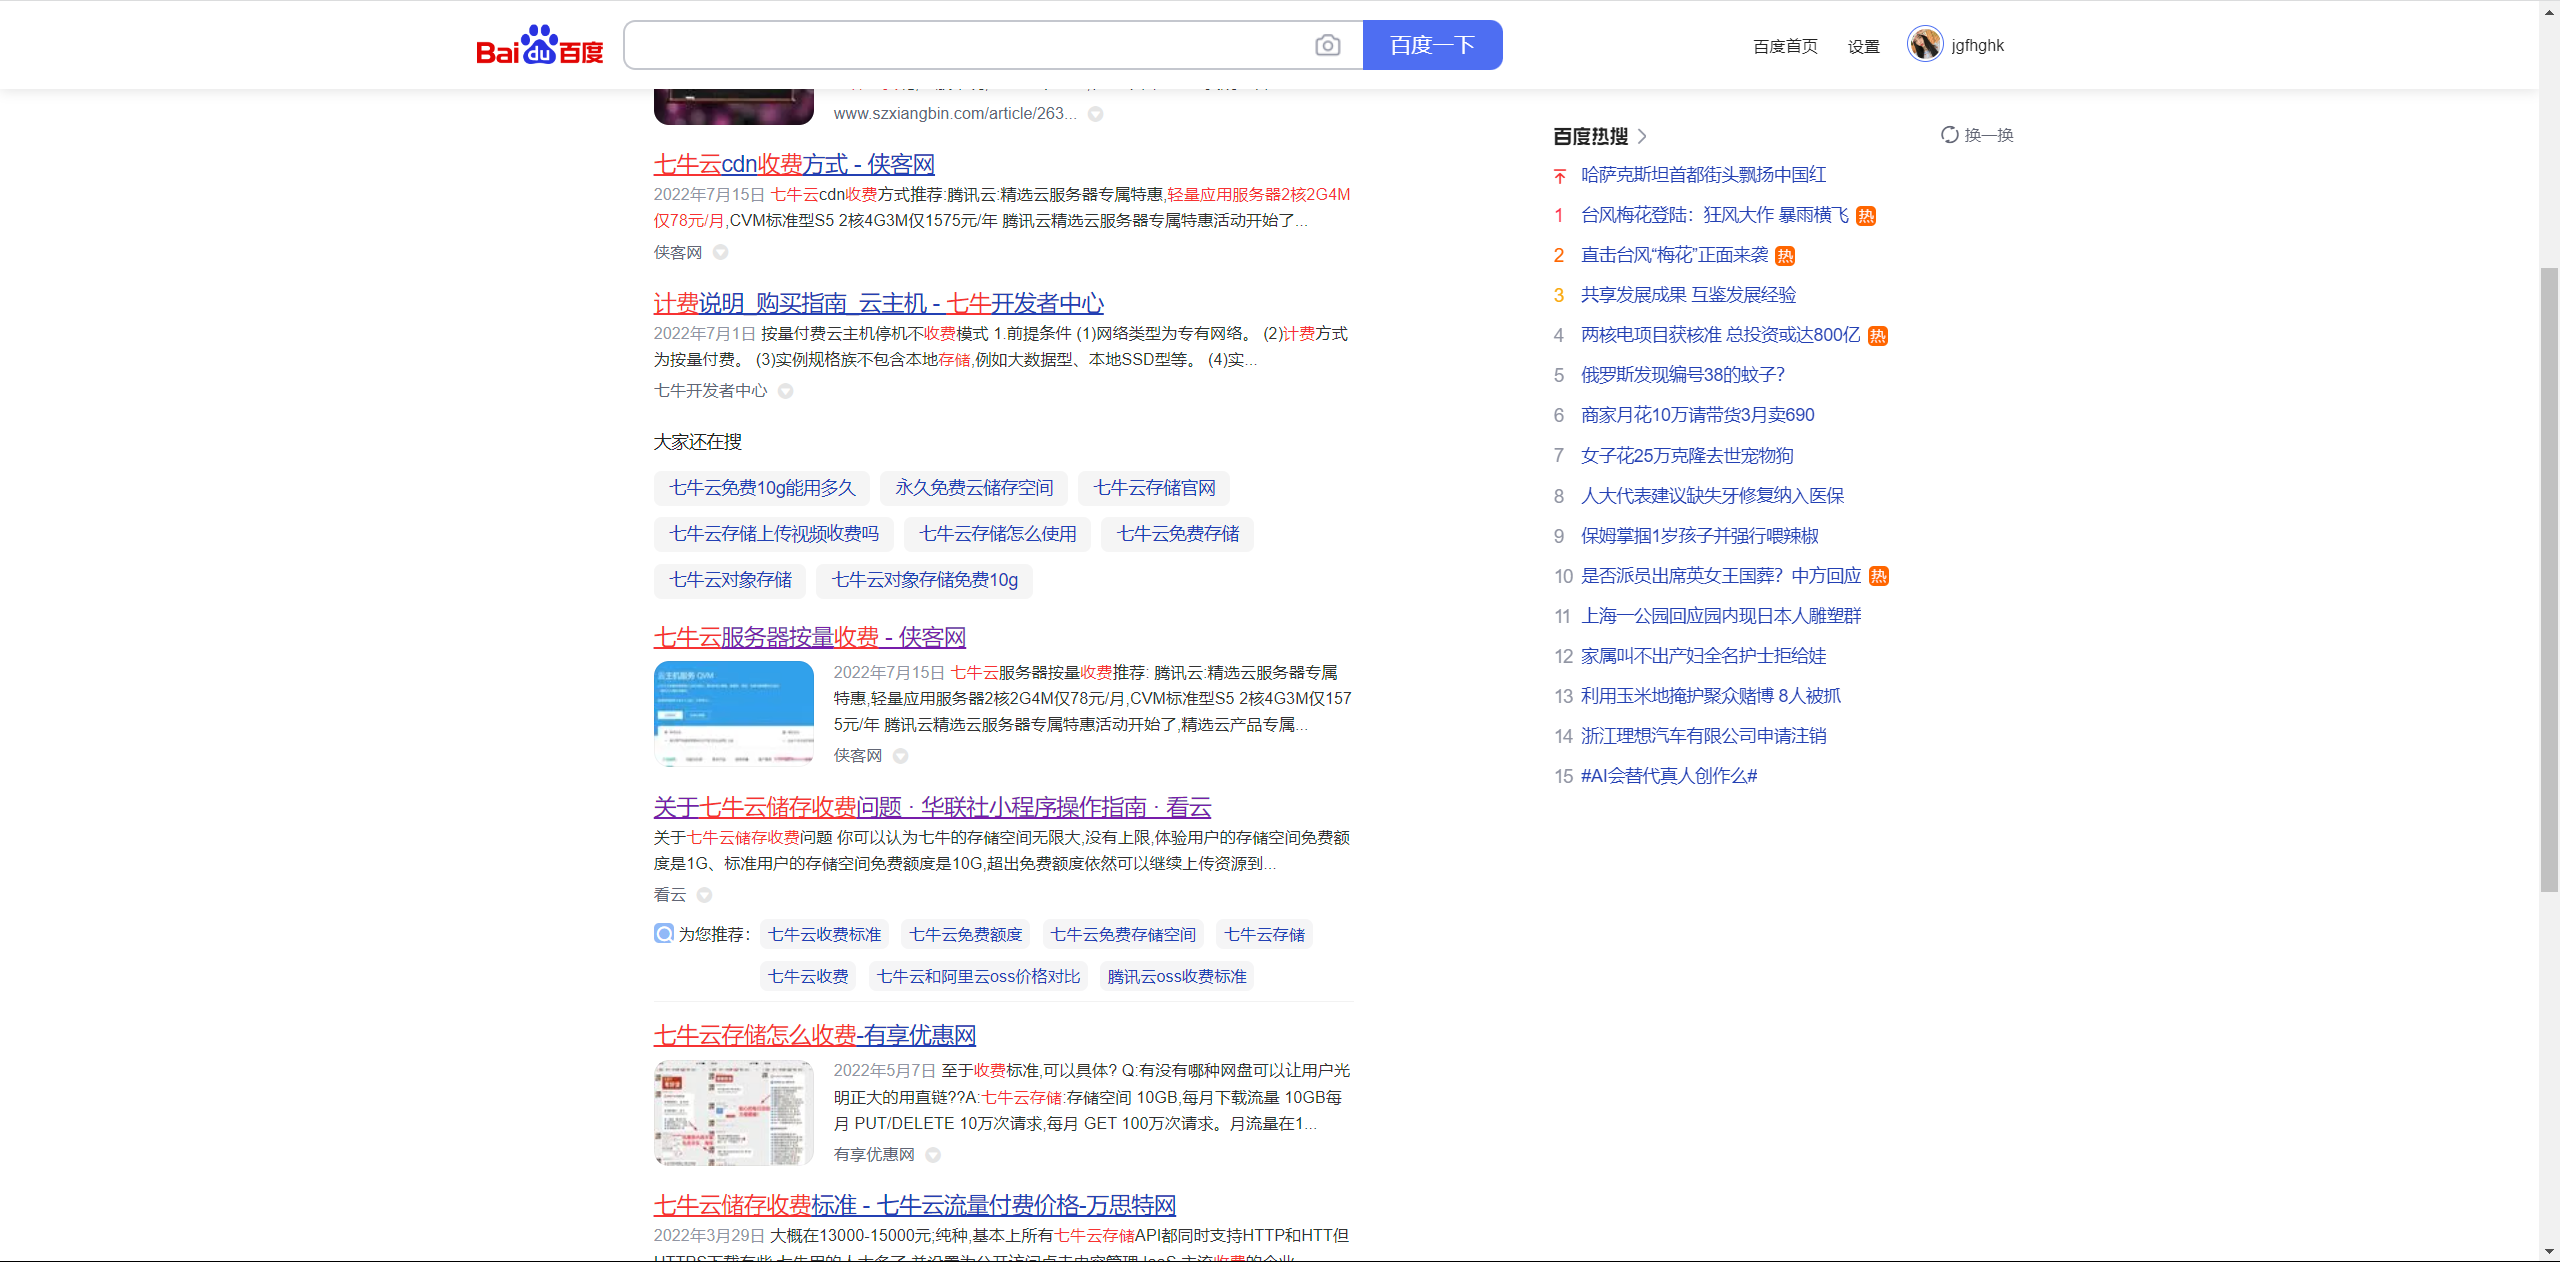 Bai du 百度
百度一下
百度首页 设置 jgfhghk
www.szxiangbin.com/article/263...
七牛云cdn收费方式 - 侠客网
2022年7月15日 七牛云cdn收费方式推荐:腾讯云:精选云服务器专属特惠,轻量应用服务器2核2G4M
仅78元/月,CVM标准型S5 2核4G3M仅1575元/年 腾讯云精选云服务器专属特惠活动开始了...
侠客网
计费说明_购买指南_云主机 - 七牛开发者中心
2022年7月1日 按量付费云主机停机不收费模式 1.前提条件 (1)网络类型为专有网络。 (2)计费方式
为按量付费。 (3)实例规格族不包含本地存储,例如大数据型、本地SSD型等。 (4)实...
七牛开发者中心
大家还在搜
七牛云免费10g能用多久 永久免费云储存空间 七牛云存储官网
七牛云存储上传视频收费吗 七牛云存储怎么使用 七牛云免费存储
七牛云对象存储 七牛云对象存储免费10g
七牛云服务器按量收费 - 侠客网
云主机服务 QVM
2022年7月15日 七牛云服务器按量收费推荐: 腾讯云:精选云服务器专属
特惠,轻量应用服务器2核2G4M仅78元/月,CVM标准型S5 2核4G3M仅157
5元/年 腾讯云精选云服务器专属特惠活动开始了,精选云产品专属...
侠客网
关于七牛云储存收费问题 · 华联社小程序操作指南 · 看云
关于七牛云储存收费问题 你可以认为七牛的存储空间无限大,没有上限,体验用户的存储空间免费额
度是1G、标准用户的存储空间免费额度是10G,超出免费额度依然可以继续上传资源到...
看云
为您推荐: 七牛云收费标准 七牛云免费额度 七牛云免费存储空间 七牛云存储
七牛云收费 七牛云和阿里云oss价格对比 腾讯云oss收费标准
七牛云存储怎么收费-有享优惠网
2022年5月7日 至于收费标准,可以具体? Q:有没有哪种网盘可以让用户光
明正大的用直链??A:七牛云存储:存储空间 10GB,每月下载流量 10GB每
月 PUT/DELETE 10万次请求,每月 GET 100万次请求。月流量在1...
有享优惠网
七牛云储存收费标准 - 七牛云流量付费价格-万思特网
2022年3月29日 大概在13000-15000元;纯种,基本上所有七牛云存储API都同时支持HTTP和HTT但
百度热搜 换一换
哈萨克斯坦首都街头飘扬中国红
1 台风梅花登陆：狂风大作 暴雨横飞 热
2 直击台风“梅花”正面来袭 热
3 共享发展成果 互鉴发展经验
4 两核电项目获核准 总投资或达800亿 热
5 俄罗斯发现编号38的蚊子？
6 商家月花10万请带货3月卖690
7 女子花25万克隆去世宠物狗
8 人大代表建议缺失牙修复纳入医保
9 保姆掌掴1岁孩子并强行喂辣椒
10 是否派员出席英女王国葬？中方回应 热
11 上海一公园回应园内现日本人雕塑群
12 家属叫不出产妇全名护士拒给娃
13 利用玉米地掩护聚众赌博 8人被抓
14 浙江理想汽车有限公司申请注销
15 #AI会替代真人创作么#